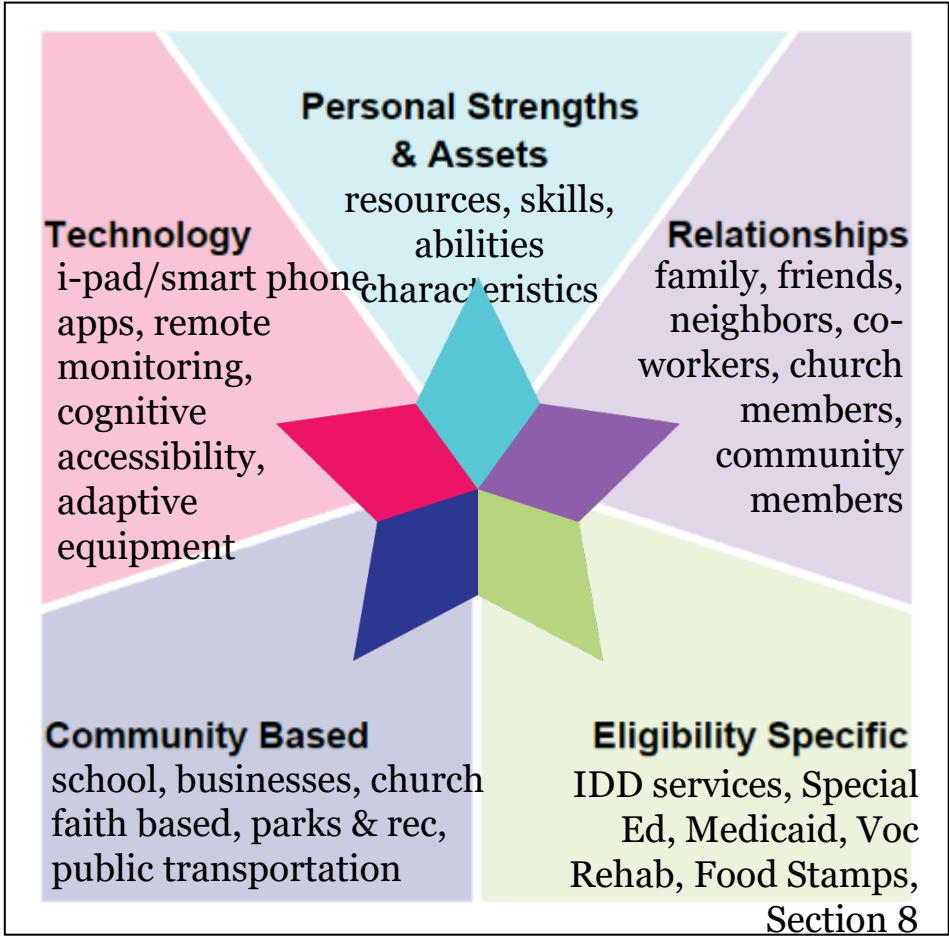 Personal Strengths
& Assets
resources, skills,
abilities
characteristics
Technology
i-pad/smart phone
apps, remote
monitoring,
cognitive
accessibility,
adaptive
equipment
Relationships
family, friends,
neighbors, co-
workers, church
members,
community
members
Community Based
school, businesses, church
faith based, parks & rec,
public transportation
Eligibility Specific
IDD services, Special
Ed, Medicaid, Voc
Rehab, Food Stamps,
Section 8